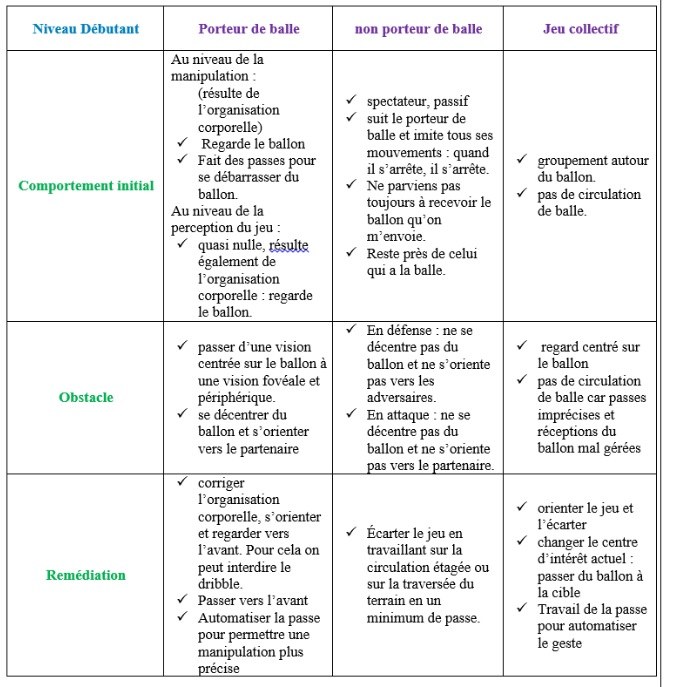 Niveau Débutant
Porteur de balle
non porteur de balle
Jeu collectif
Comportement initial
Au niveau de la
manipulation :
(résulte de
l’organisation
corporelle)
✓ Regarde le ballon
✓ Fait des passes pour
se débarrasser du
ballon.
Au niveau de la
perception du jeu :
✓ quasi nulle, résulte
également de
l’organisation
corporelle : regarde
le ballon.
✓ spectateur, passif
✓ suit le porteur de
balle et imite tous ses
mouvements : quand
il s’arrête, il s’arrête.
✓ Ne parviens pas
toujours à recevoir le
ballon qu’on
m’envoie.
✓ Reste près de celui
qui a la balle.
✓ groupement autour
du ballon.
✓ pas de circulation
de balle.
Obstacle
✓ passer d’une vision
centrée sur le ballon à
une vision fovéale et
périphérique.
✓ se décentrer du
ballon et s’orienter
vers le partenaire
✓ En défense : ne se
décentre pas du
ballon et ne s’oriente
pas vers les
adversaires.
✓ En attaque : ne se
décentre pas du
ballon et ne s’oriente
pas vers le partenaire.
✓ regard centré sur
le ballon
✓ pas de circulation
de balle car passes
imprécises et
réceptions du
ballon mal gérées
Remédiation
✓ corriger
l’organisation
corporelle, s’orienter
et regarder vers
l’avant. Pour cela on
peut interdire le
dribble.
✓ Passer vers l’avant
✓ Automatiser la passe
pour permettre une
manipulation plus
précise
✓ Écarter le jeu en
travaillant sur la
circulation étagée ou
sur la traversée du
terrain en un
minimum de passe.
✓ orienter le jeu et
l’écarter
✓ changer le centre
d’intérêt actuel :
passer du ballon à
la cible
✓ Travail de la passe
pour automatiser
le geste